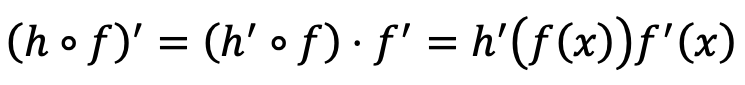 (h ∘ f)′ = (h′ ∘ f) · f′ = h′(f(x))f′(x)